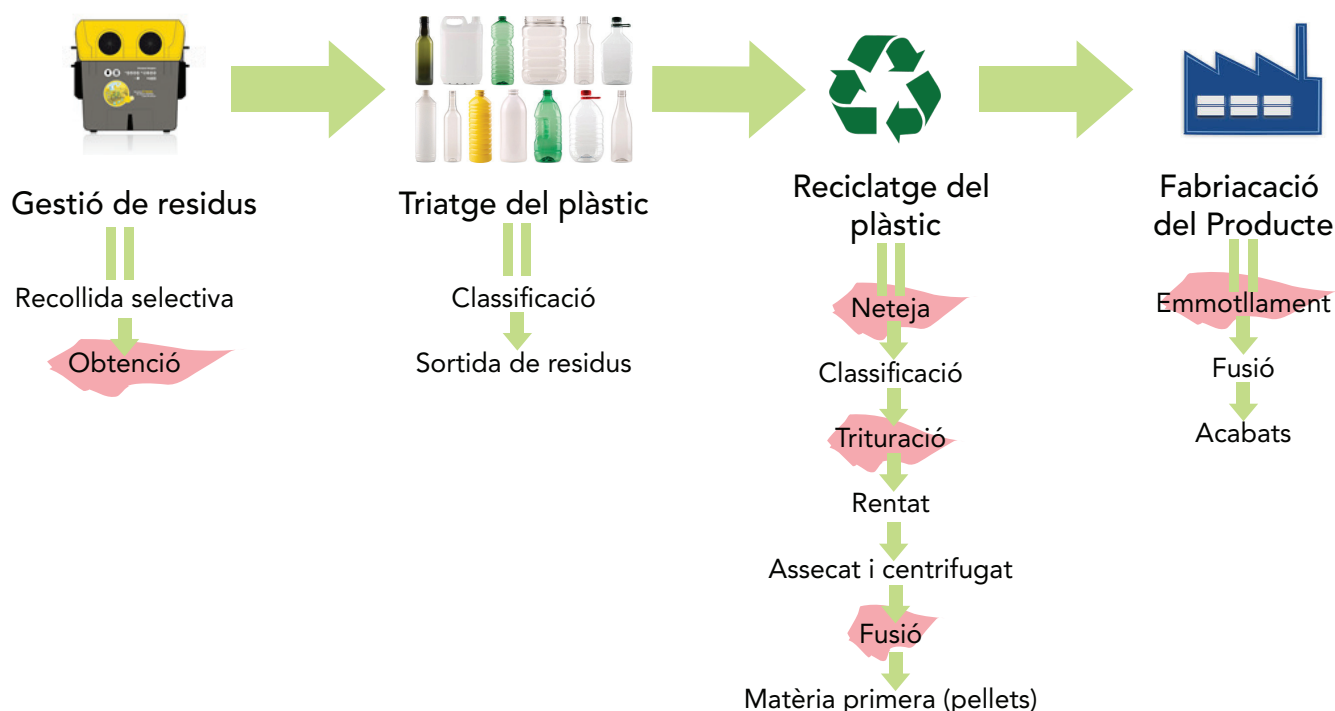 Gestió de residus
Recollida selectiva
Obtenció
Triatge del plàstic
Classificació
Sortida de residus
Reciclatge del
plàstic
Neteja
Classificació
Trituració
Rentat
Assecat i centrifugat
Fusió
Matèria primera (pellets)
Fabriacació
del Producte
Emmotllament
Fusió
Acabats